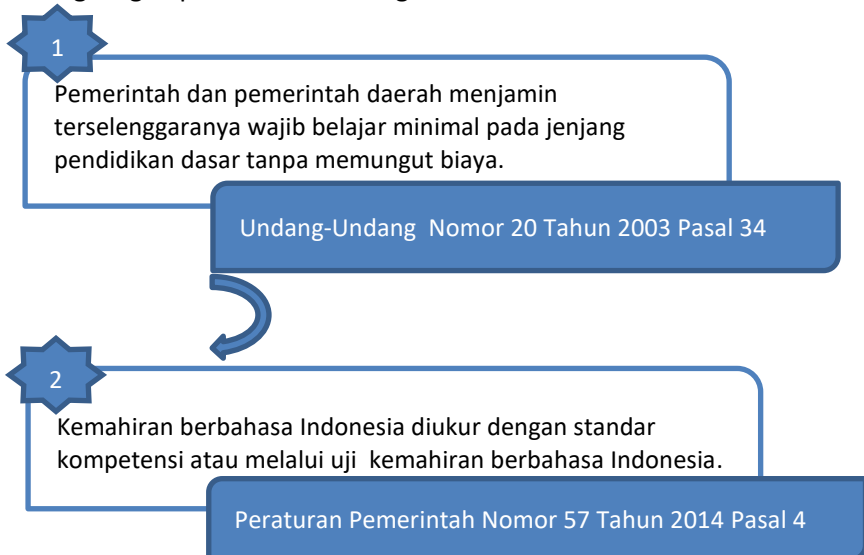 1
Pemerintah dan pemerintah daerah menjamin
terselenggaranya wajib belajar minimal pada jenjang
pendidikan dasar tanpa memungut biaya.
Undang-Undang Nomor 20 Tahun 2003 Pasal 34
2
Kemahiran berbahasa Indonesia diukur dengan standar
kompetensi atau melalui uji kemahiran berbahasa Indonesia.
Peraturan Pemerintah Nomor 57 Tahun 2014 Pasal 4